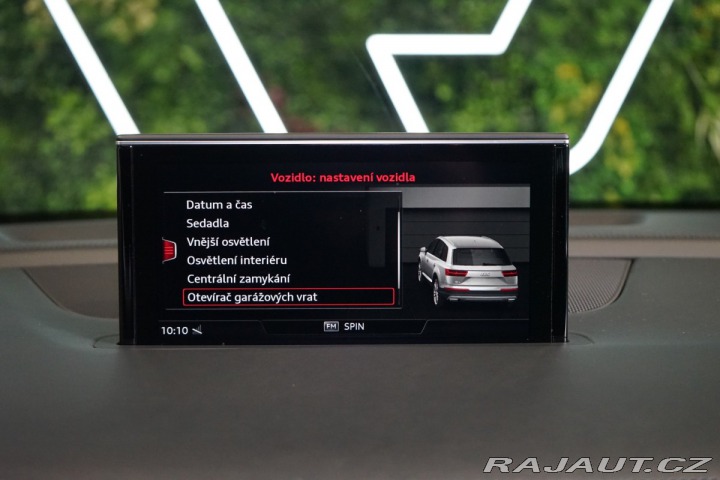 Vozidlo: nastavení vozidla
Datum a čas
Sedadla
Vnější osvětlení
Osvětlení interiéru
Centrální zamykání
Otevírač garážových vrat
10:10
FM SPIN
RAJAUT.CZ